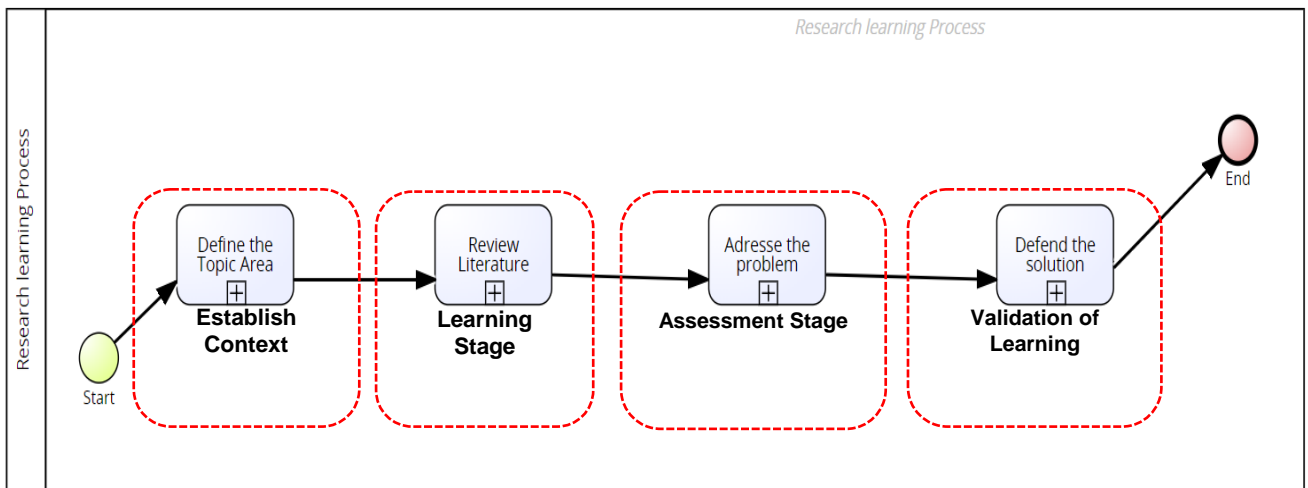 Research learning Process
Research learning Process
Define the
Topic Area
Establish
Context
Review
Literature
Learning
Stage
Adresse the
problem
Assessment Stage
Defend the
solution
Validation of
Learning
Start
End